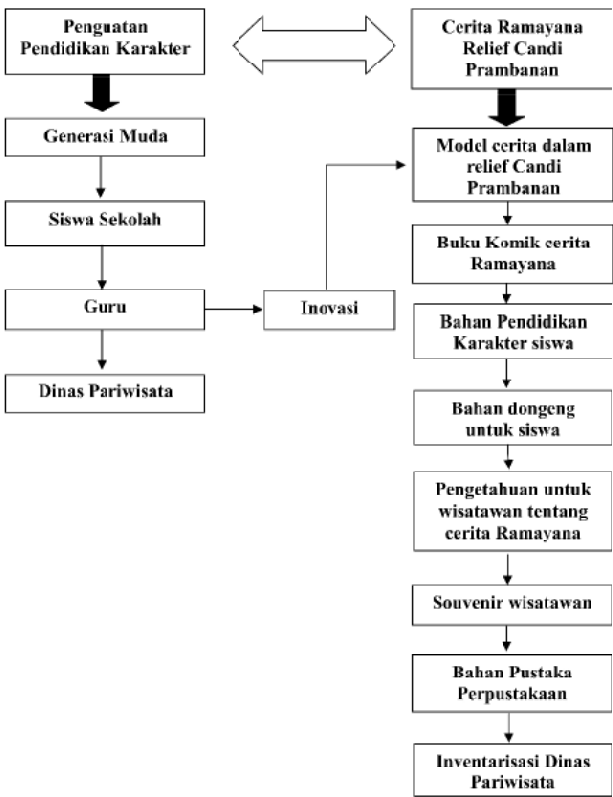 Penguatan
Pendidikan Karakter
Generasi Muda
Siswa Sekolah
Guru
Dinas Pariwisata
Inovasi
Cerita Ramayana
Relief Candi
Prambanan
Model cerita dalam
relief Candi
Prambanan
Buku Komik cerita
Ramayana
Bahan Pendidikan
Karakter siswa
Bahan dongeng
untuk siswa
Pengetahuan untuk
wisatawan tentang
cerita Ramayana
Souvenir wisatawan
Bahan Pustaka
Perpustakaan
Inventarisasi Dinas
Pariwisata